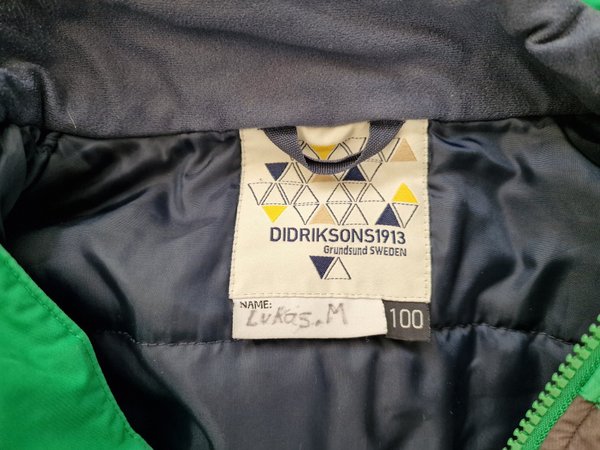 DIDRIKSONS1913
Grundsund SWEDEN
NAME:
Lukas.M
100